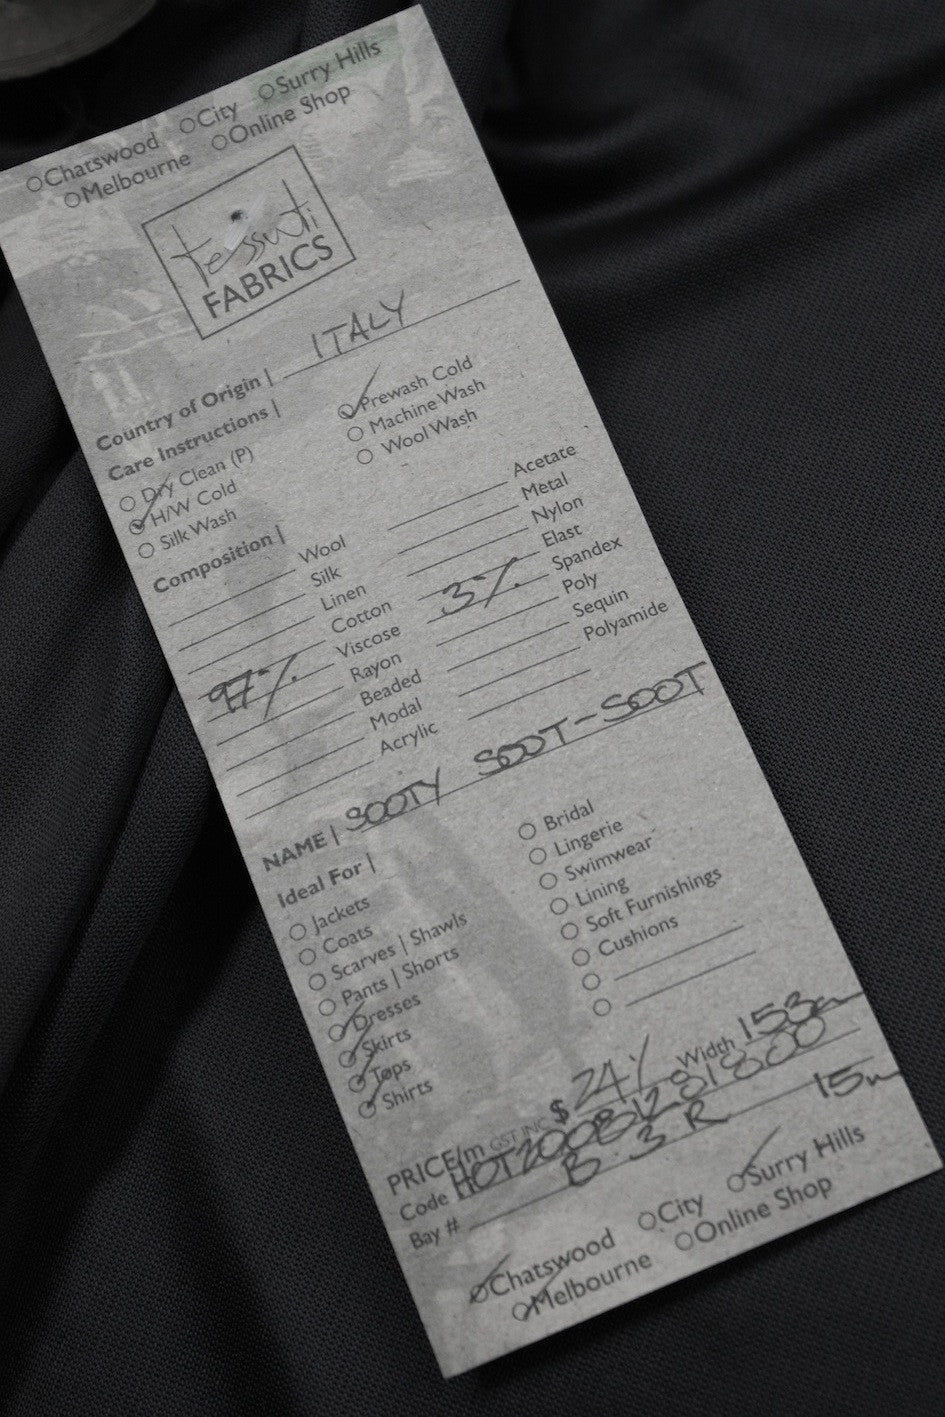 Chatswood City Surry Hills
Melbourne Online Shop
tessuti
FABRICS
Country of Origin | ITALY
Care Instructions |
Dry Clean (P)
H/W Cold
Silk Wash
Prewash Cold
Machine Wash
Wool Wash
Composition |
Wool
Silk
Linen
Cotton
97% Viscose
Rayon
Beaded
Modal
Acrylic
Acetate
Metal
Nylon
Elast
3% Spandex
Poly
Sequin
Polyamide
NAME | SOOTY SOOT-SOOT
Ideal For |
Jackets
Coats
Scarves | Shawls
Pants | Shorts
Dresses
Skirts
Tops
Shirts
Bridal
Lingerie
Swimwear
Lining
Soft Furnishings
Cushions
PRICE/m GST INC $ 24/ Width 153cm
Code HOT20081281800
Bay # B 3 R 15m
Chatswood City Surry Hills
Melbourne Online Shop